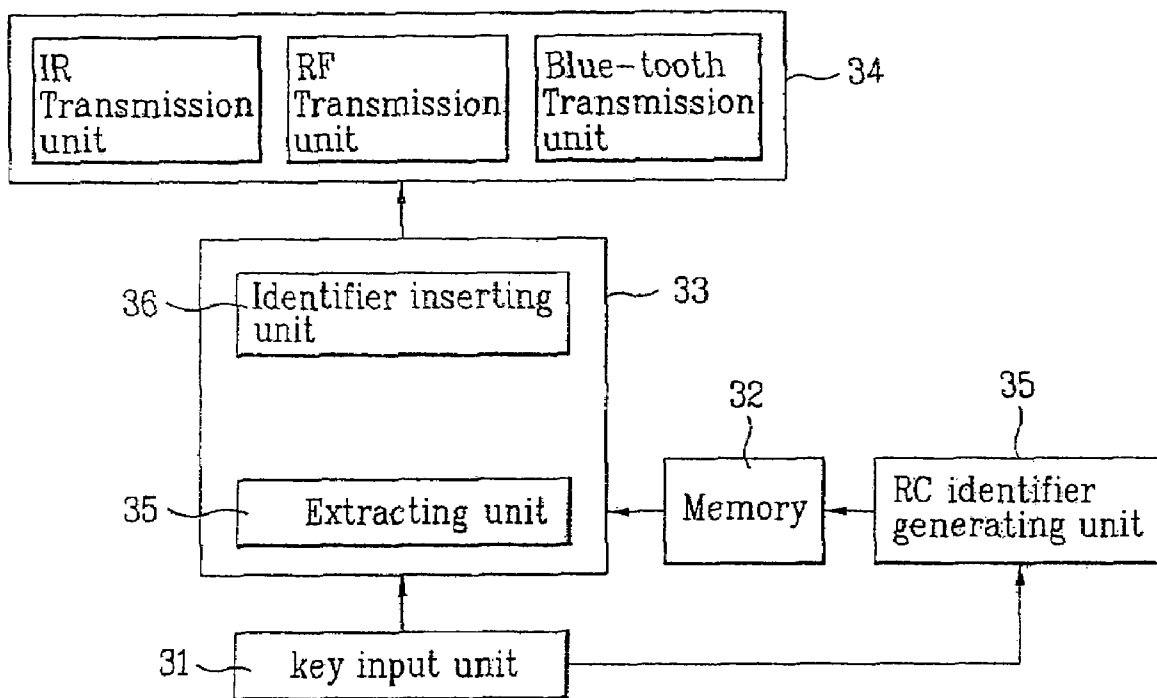 IR
Transmission
unit
RF
Transmission
unit
Blue-tooth
Transmission
unit
34
36
Identifier inserting
unit
33
32
35
35
Extracting unit
Memory
RC identifier
generating unit
31
key input unit